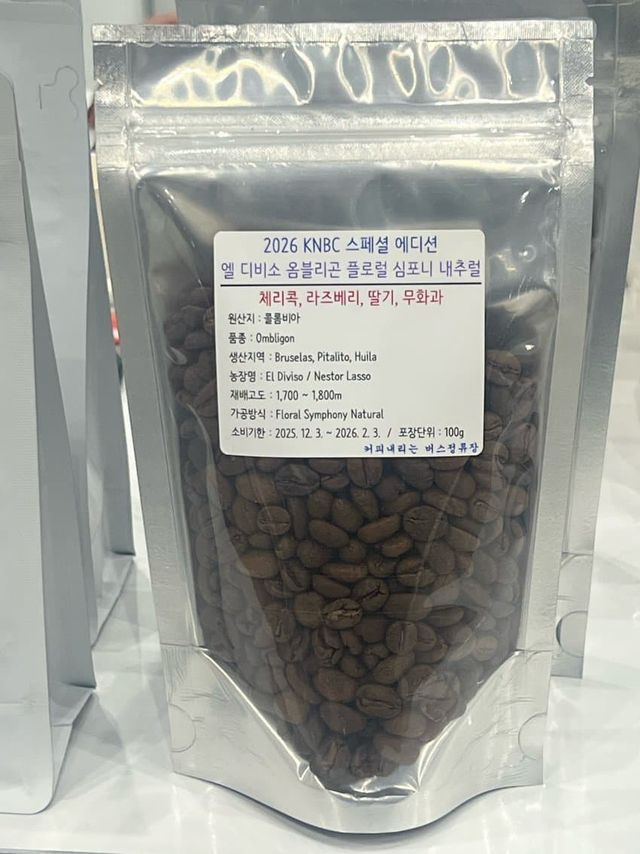 2026 KNBC 스페셜 에디션
엘 디비소 옴블리곤 플로럴 심포니 내추럴
체리콕, 라즈베리, 딸기, 무화과
원산지 : 콜롬비아
품종 : Ombligon
생산지역 : Bruselas, Pitalito, Huila
농장명 : El Diviso / Nestor Lasso
재배고도 : 1,700 ~ 1,800m
가공방식 : Floral Symphony Natural
소비기한 : 2025. 12. 3. ~ 2026. 2. 3. / 포장단위 : 100g
커피내리는 버스정류장